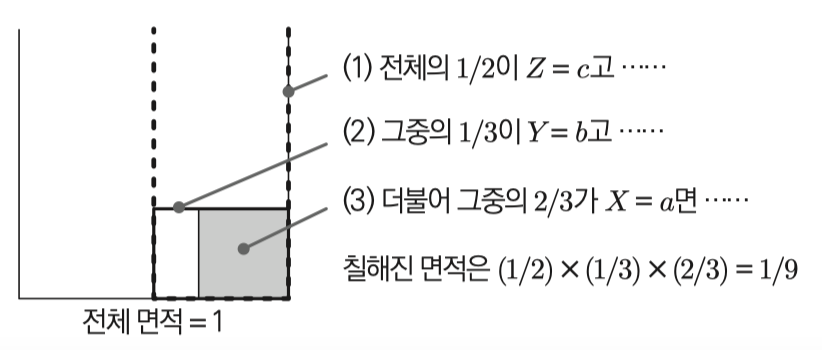 (1) 전체의 1/2이 Z = c고 ……
(2) 그중의 1/3이 Y = b고 ……
(3) 더불어 그중의 2/3가 X = a면 ……
칠해진 면적은 (1/2) × (1/3) × (2/3) = 1/9
전체 면적 = 1